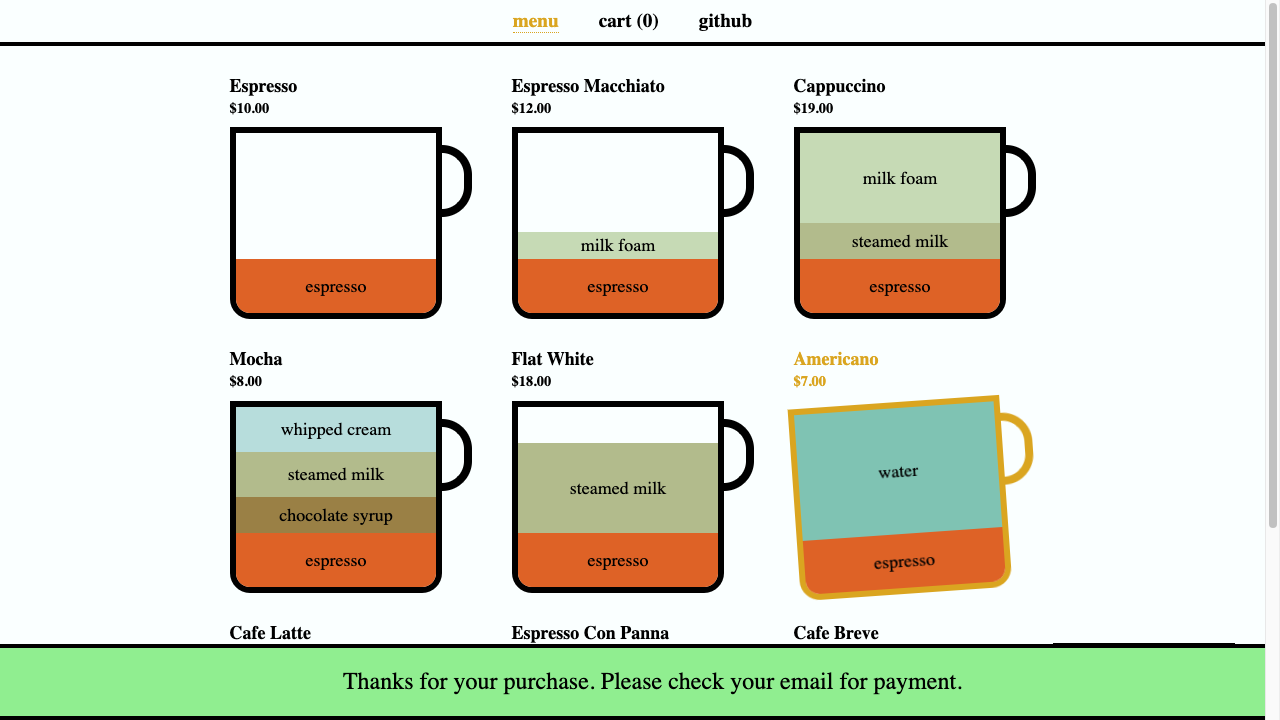 menu cart (0) github
Espresso
$10.00
espresso
Espresso Macchiato
$12.00
milk foam
espresso
Cappuccino
$19.00
milk foam
steamed milk
espresso
Mocha
$8.00
whipped cream
steamed milk
chocolate syrup
espresso
Flat White
$18.00
steamed milk
espresso
Americano
$7.00
water
espresso
Cafe Latte
Espresso Con Panna
Cafe Breve
Thanks for your purchase. Please check your email for payment.